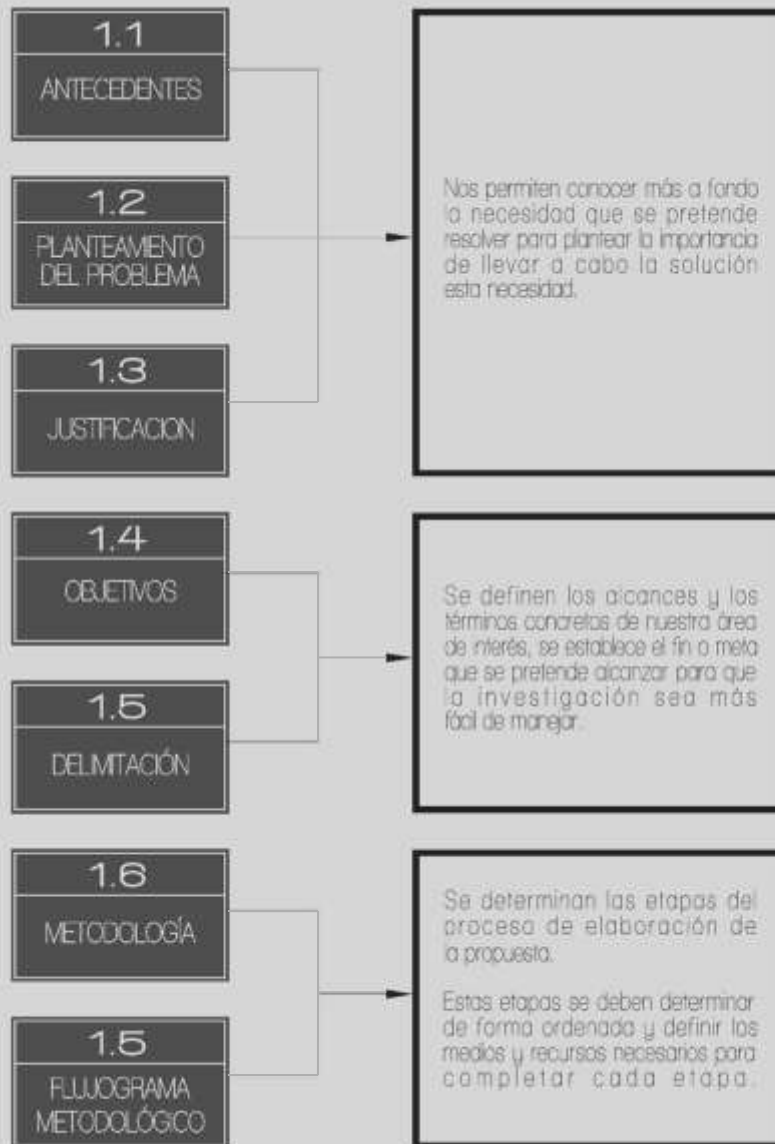 1.1
ANTECEDENTES
1.2
PLANTEAMIENTO
DEL PROBLEMA
1.3
JUSTIFICACION
Nos permiten conocer más a fondo
la necesidad que se pretende
resolver para plantear la importancia
de llevar a cabo la solución
esta necesidad.
1.4
OBJETIVOS
1.5
DELIMITACIÓN
Se definen los alcances y los
términos concretos de nuestra área
de interés, se establece el fin o meta
que se pretende alcanzar para que
la investigación sea más
fácil de manejar.
1.6
METODOLOGÍA
1.5
FLUJOGRAMA
METODOLÓGICO
Se determinan las etapas del
proceso de elaboración de
la propuesta.
Estas etapas se deben determinar
de forma ordenada y definir los
medios y recursos necesarios para
completar cada etapa.